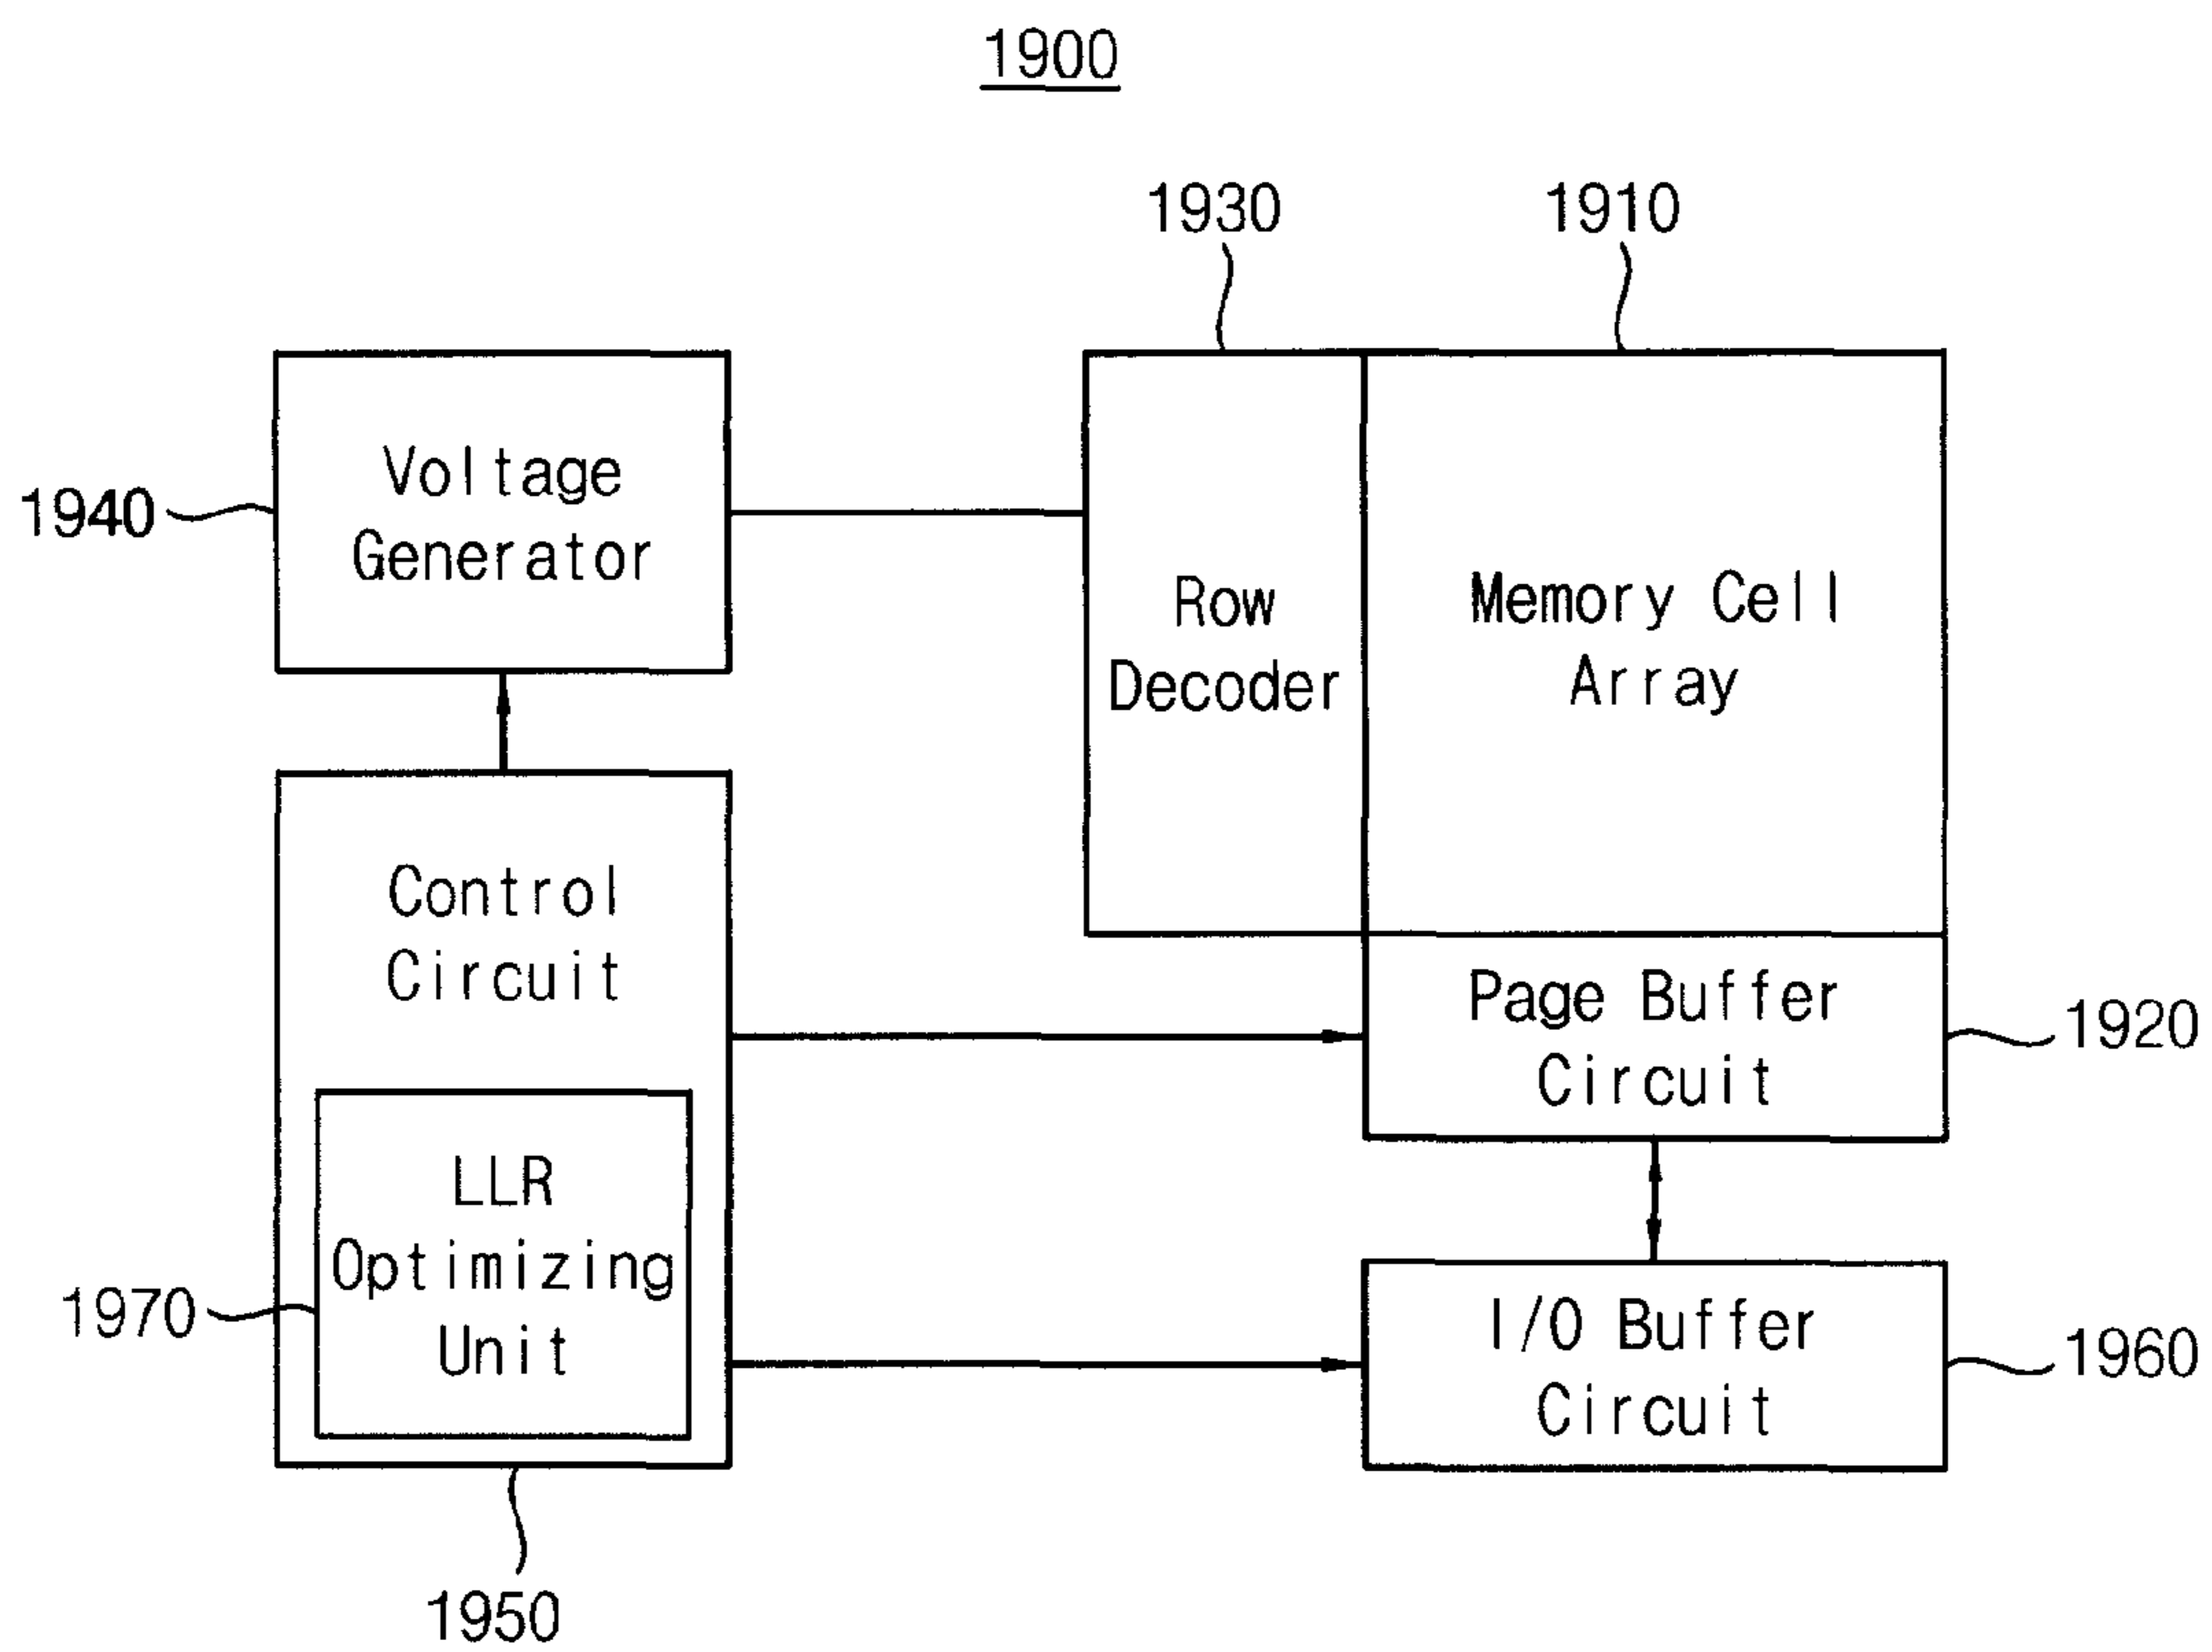 1900
1930
1910
1940
Voltage
Generator
Row
Decoder
Memory Cell
Array
Control
Circuit
Page Buffer
Circuit
1920
LLR
Optimizing
Unit
1970
I/O Buffer
Circuit
1960
1950